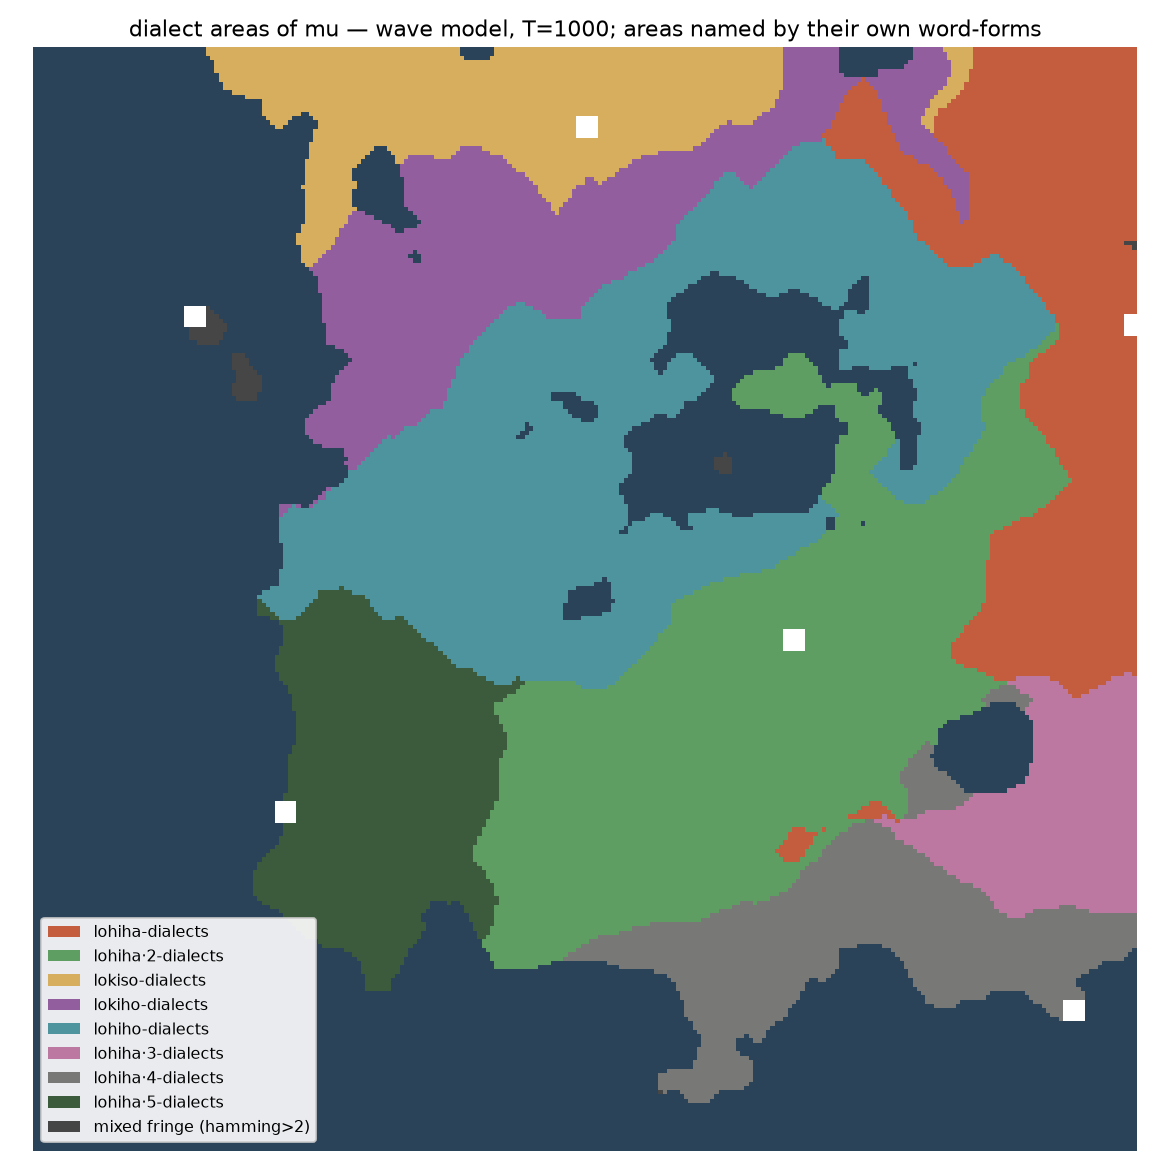 dialect areas of mu — wave model, T=1000; areas named by their own word-forms
lohiha-dialects
lohiha·2-dialects
lokiso-dialects
lokiho-dialects
lohiho-dialects
lohiha·3-dialects
lohiha·4-dialects
lohiha·5-dialects
mixed fringe (hamming>2)